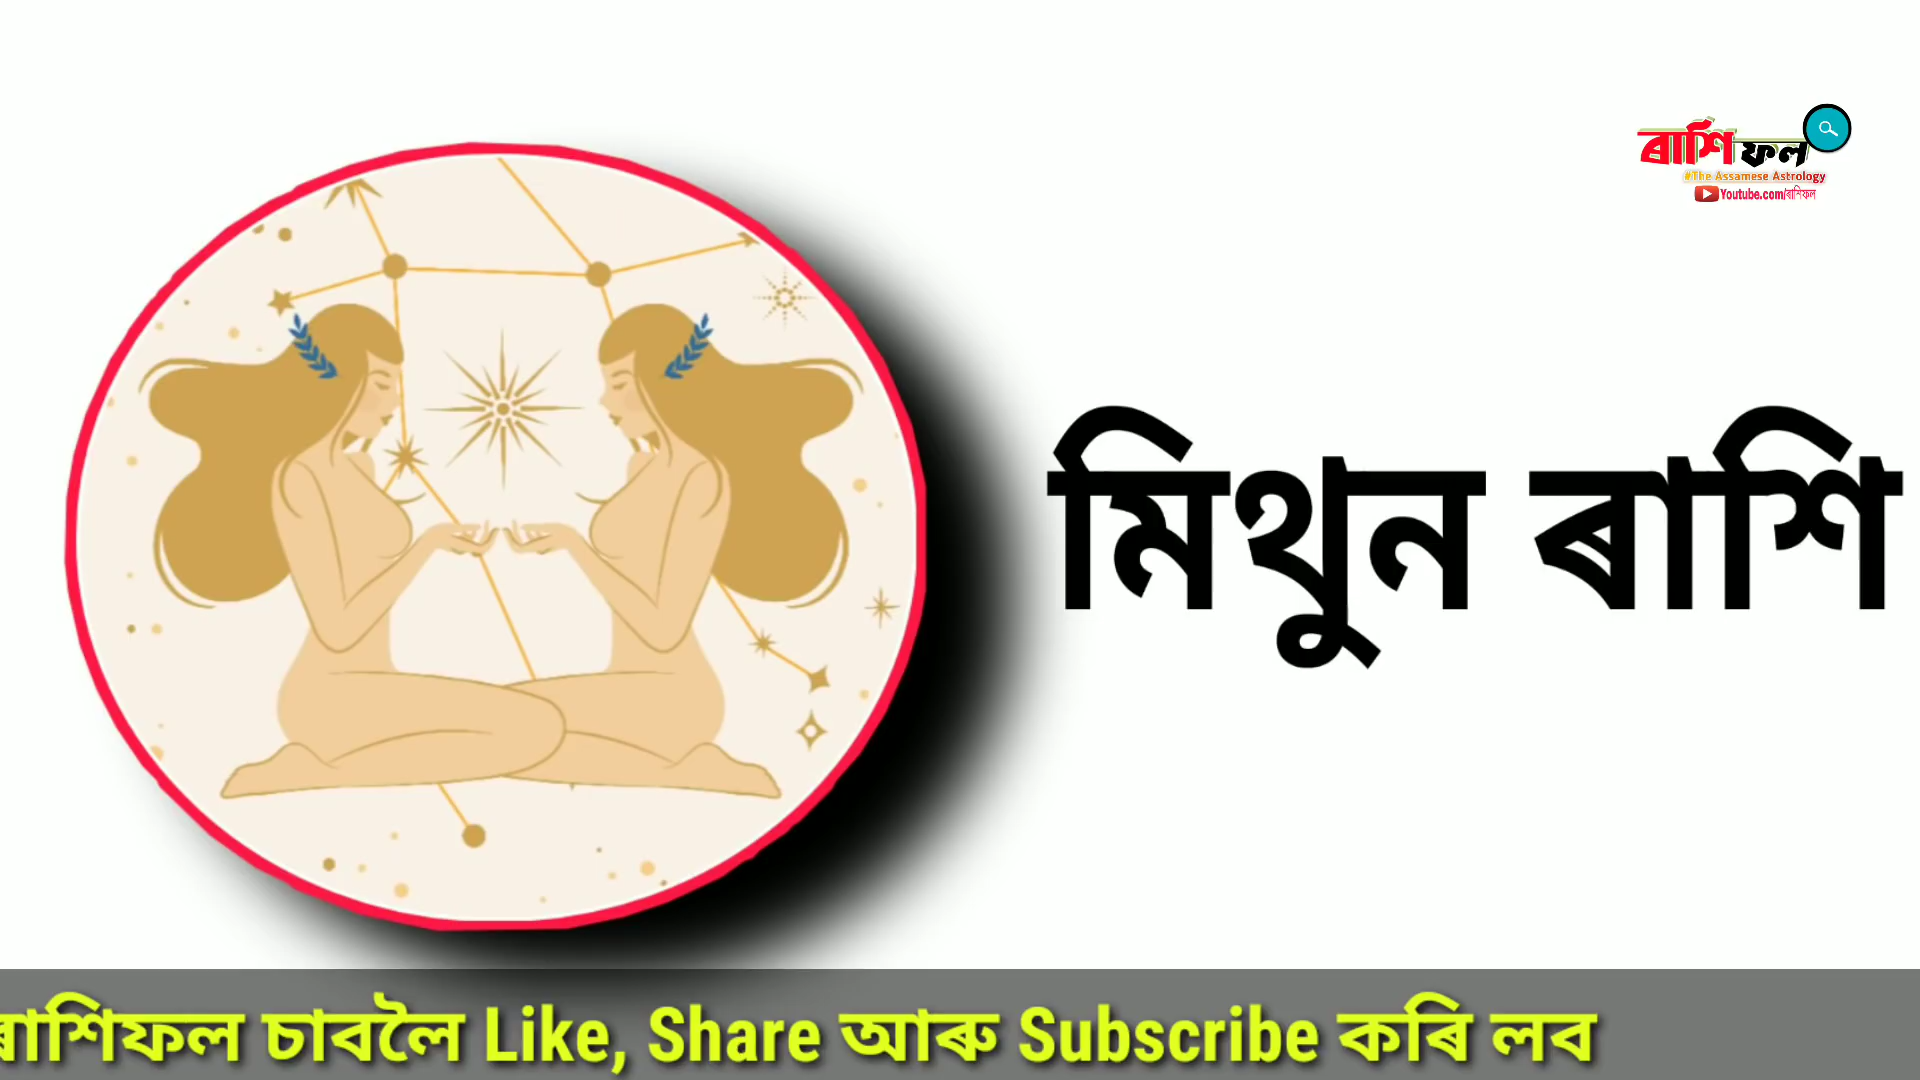 ৰাশিফল
#The Assamese Astrology
Youtube.com/ৰাশিফল
মিথুন ৰাশি
ৰাশিফল চাবলৈ Like, Share আৰু Subscribe কৰি লব